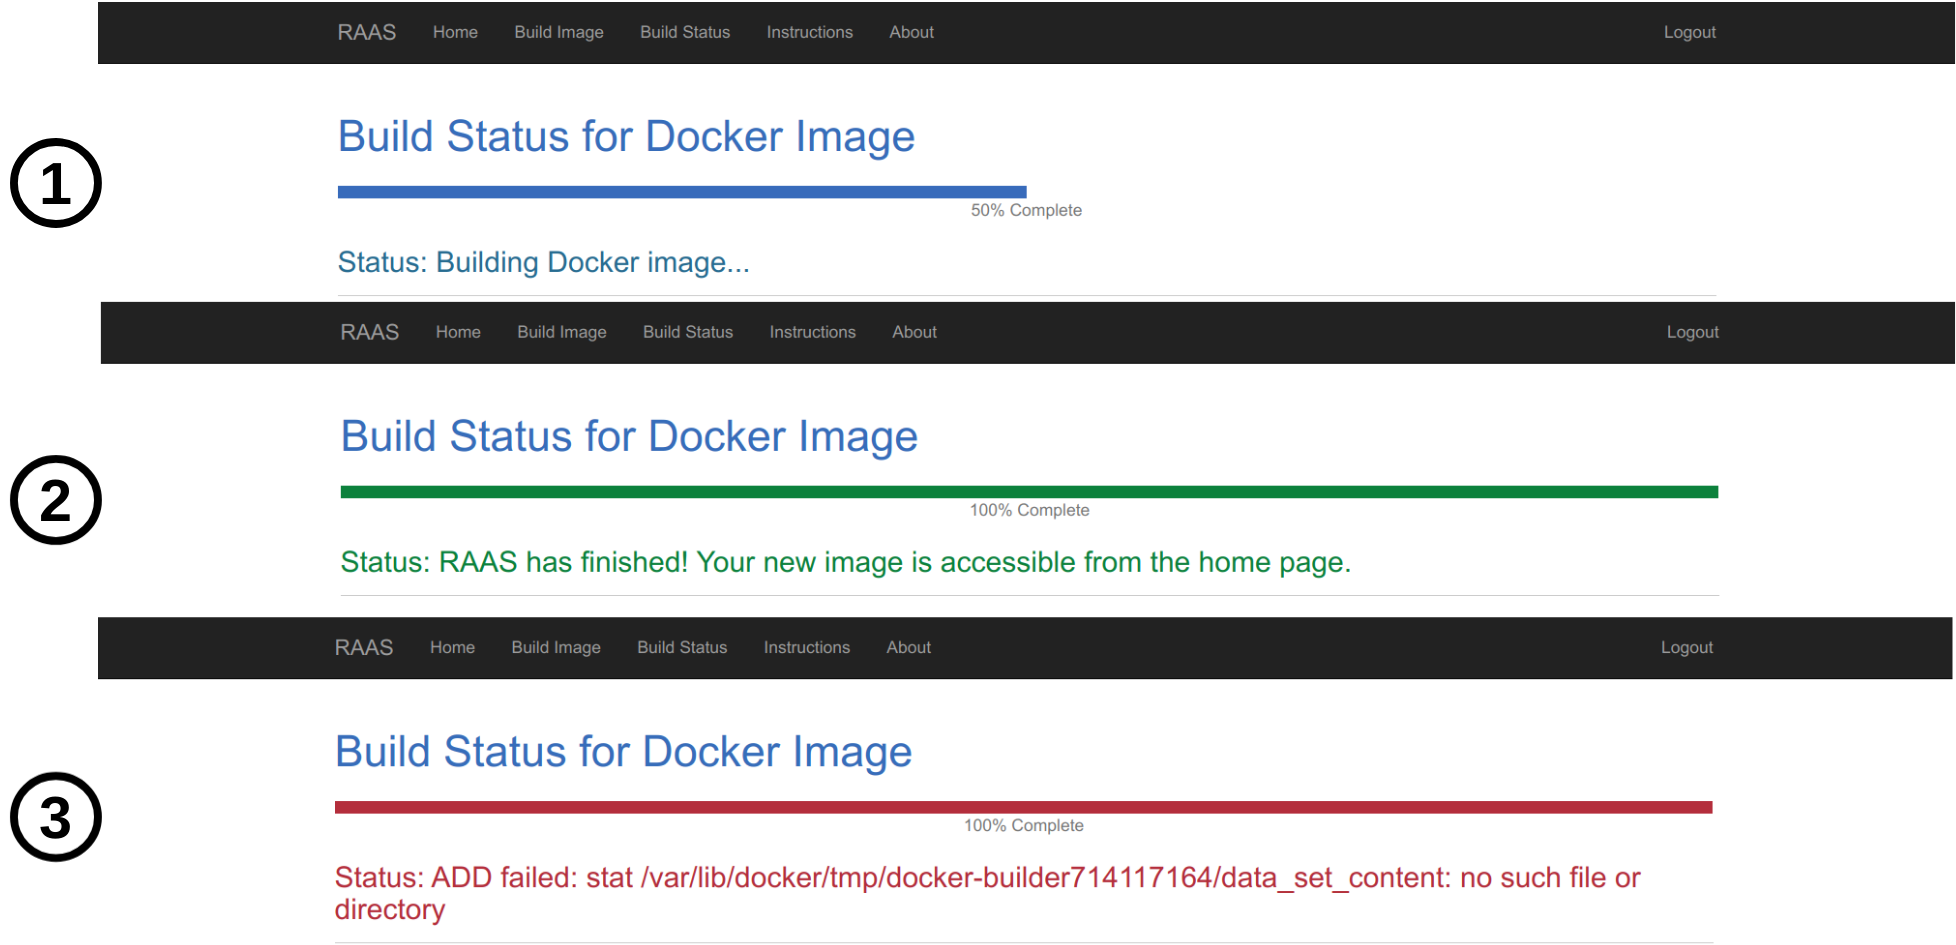 RAAS Home Build Image Build Status Instructions About Logout
1
Build Status for Docker Image
50% Complete
Status: Building Docker image...
RAAS Home Build Image Build Status Instructions About Logout
2
Build Status for Docker Image
100% Complete
Status: RAAS has finished! Your new image is accessible from the home page.
RAAS Home Build Image Build Status Instructions About Logout
3
Build Status for Docker Image
100% Complete
Status: ADD failed: stat /var/lib/docker/tmp/docker-builder714117164/data_set_content: no such file or
directory